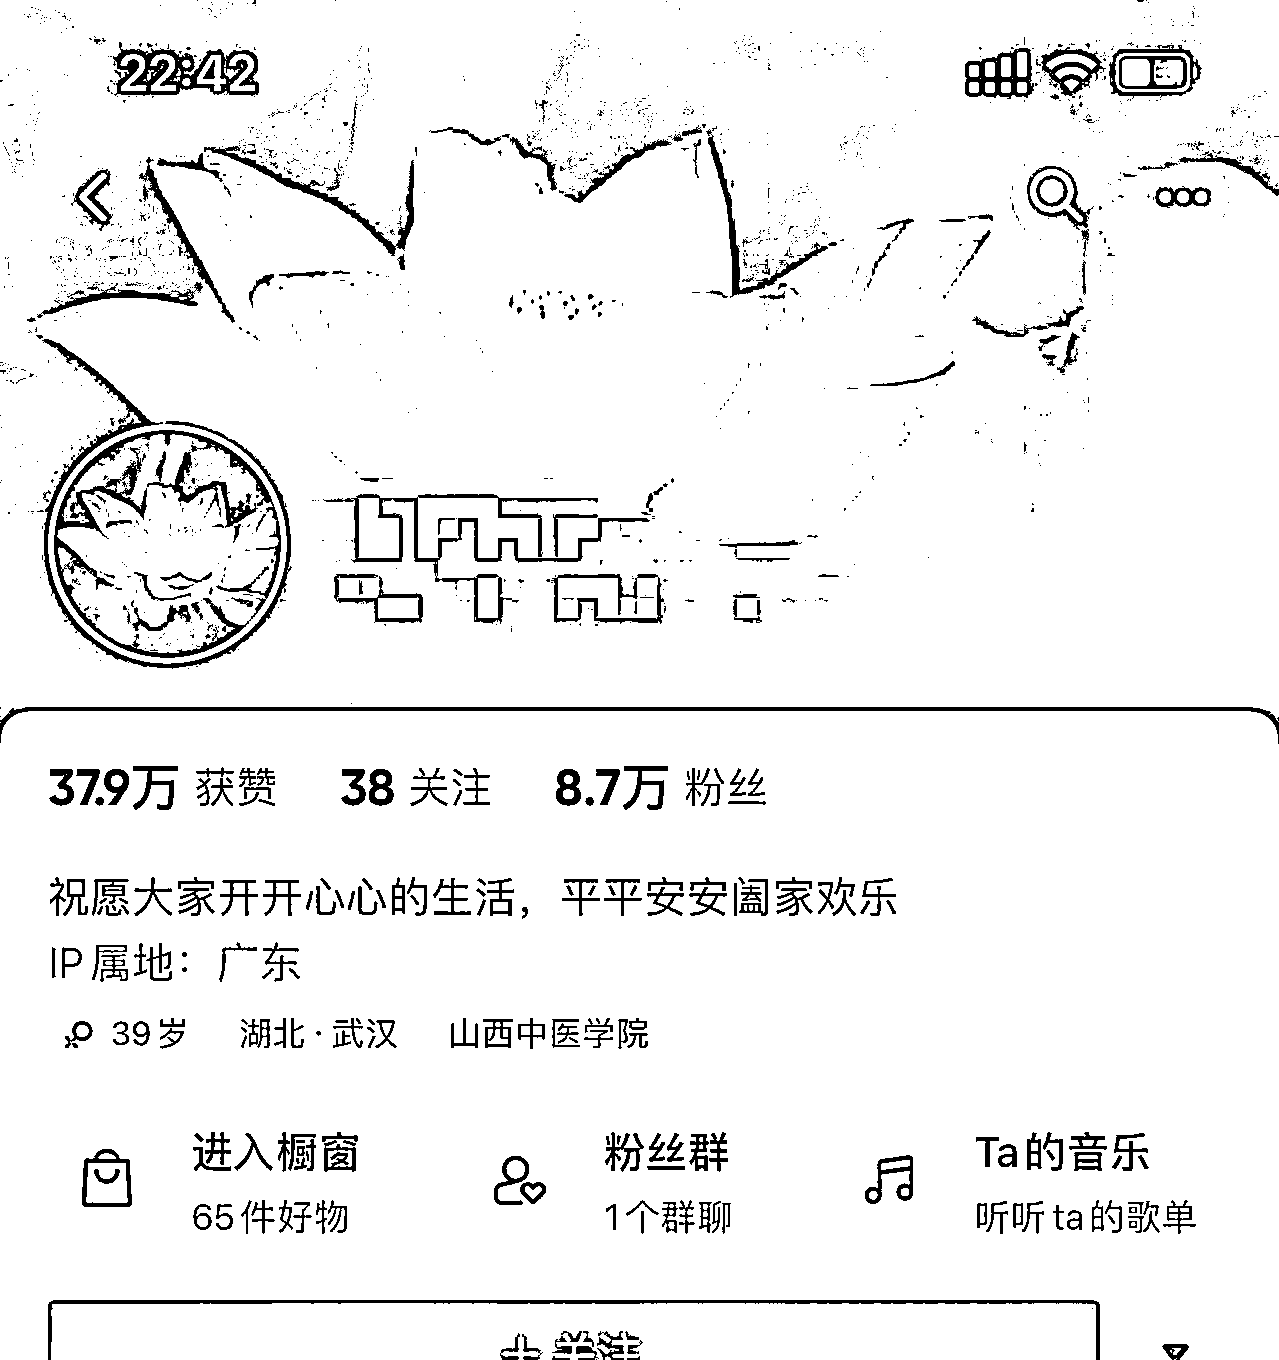 22:42
37.9万 获赞 38 关注 8.7万 粉丝
祝愿大家开开心心的生活，平平安安阖家欢乐
IP属地：广东
39岁 湖北·武汉 山西中医学院
进入橱窗 粉丝群 Ta的音乐
65件好物 1个群聊 听听ta的歌单